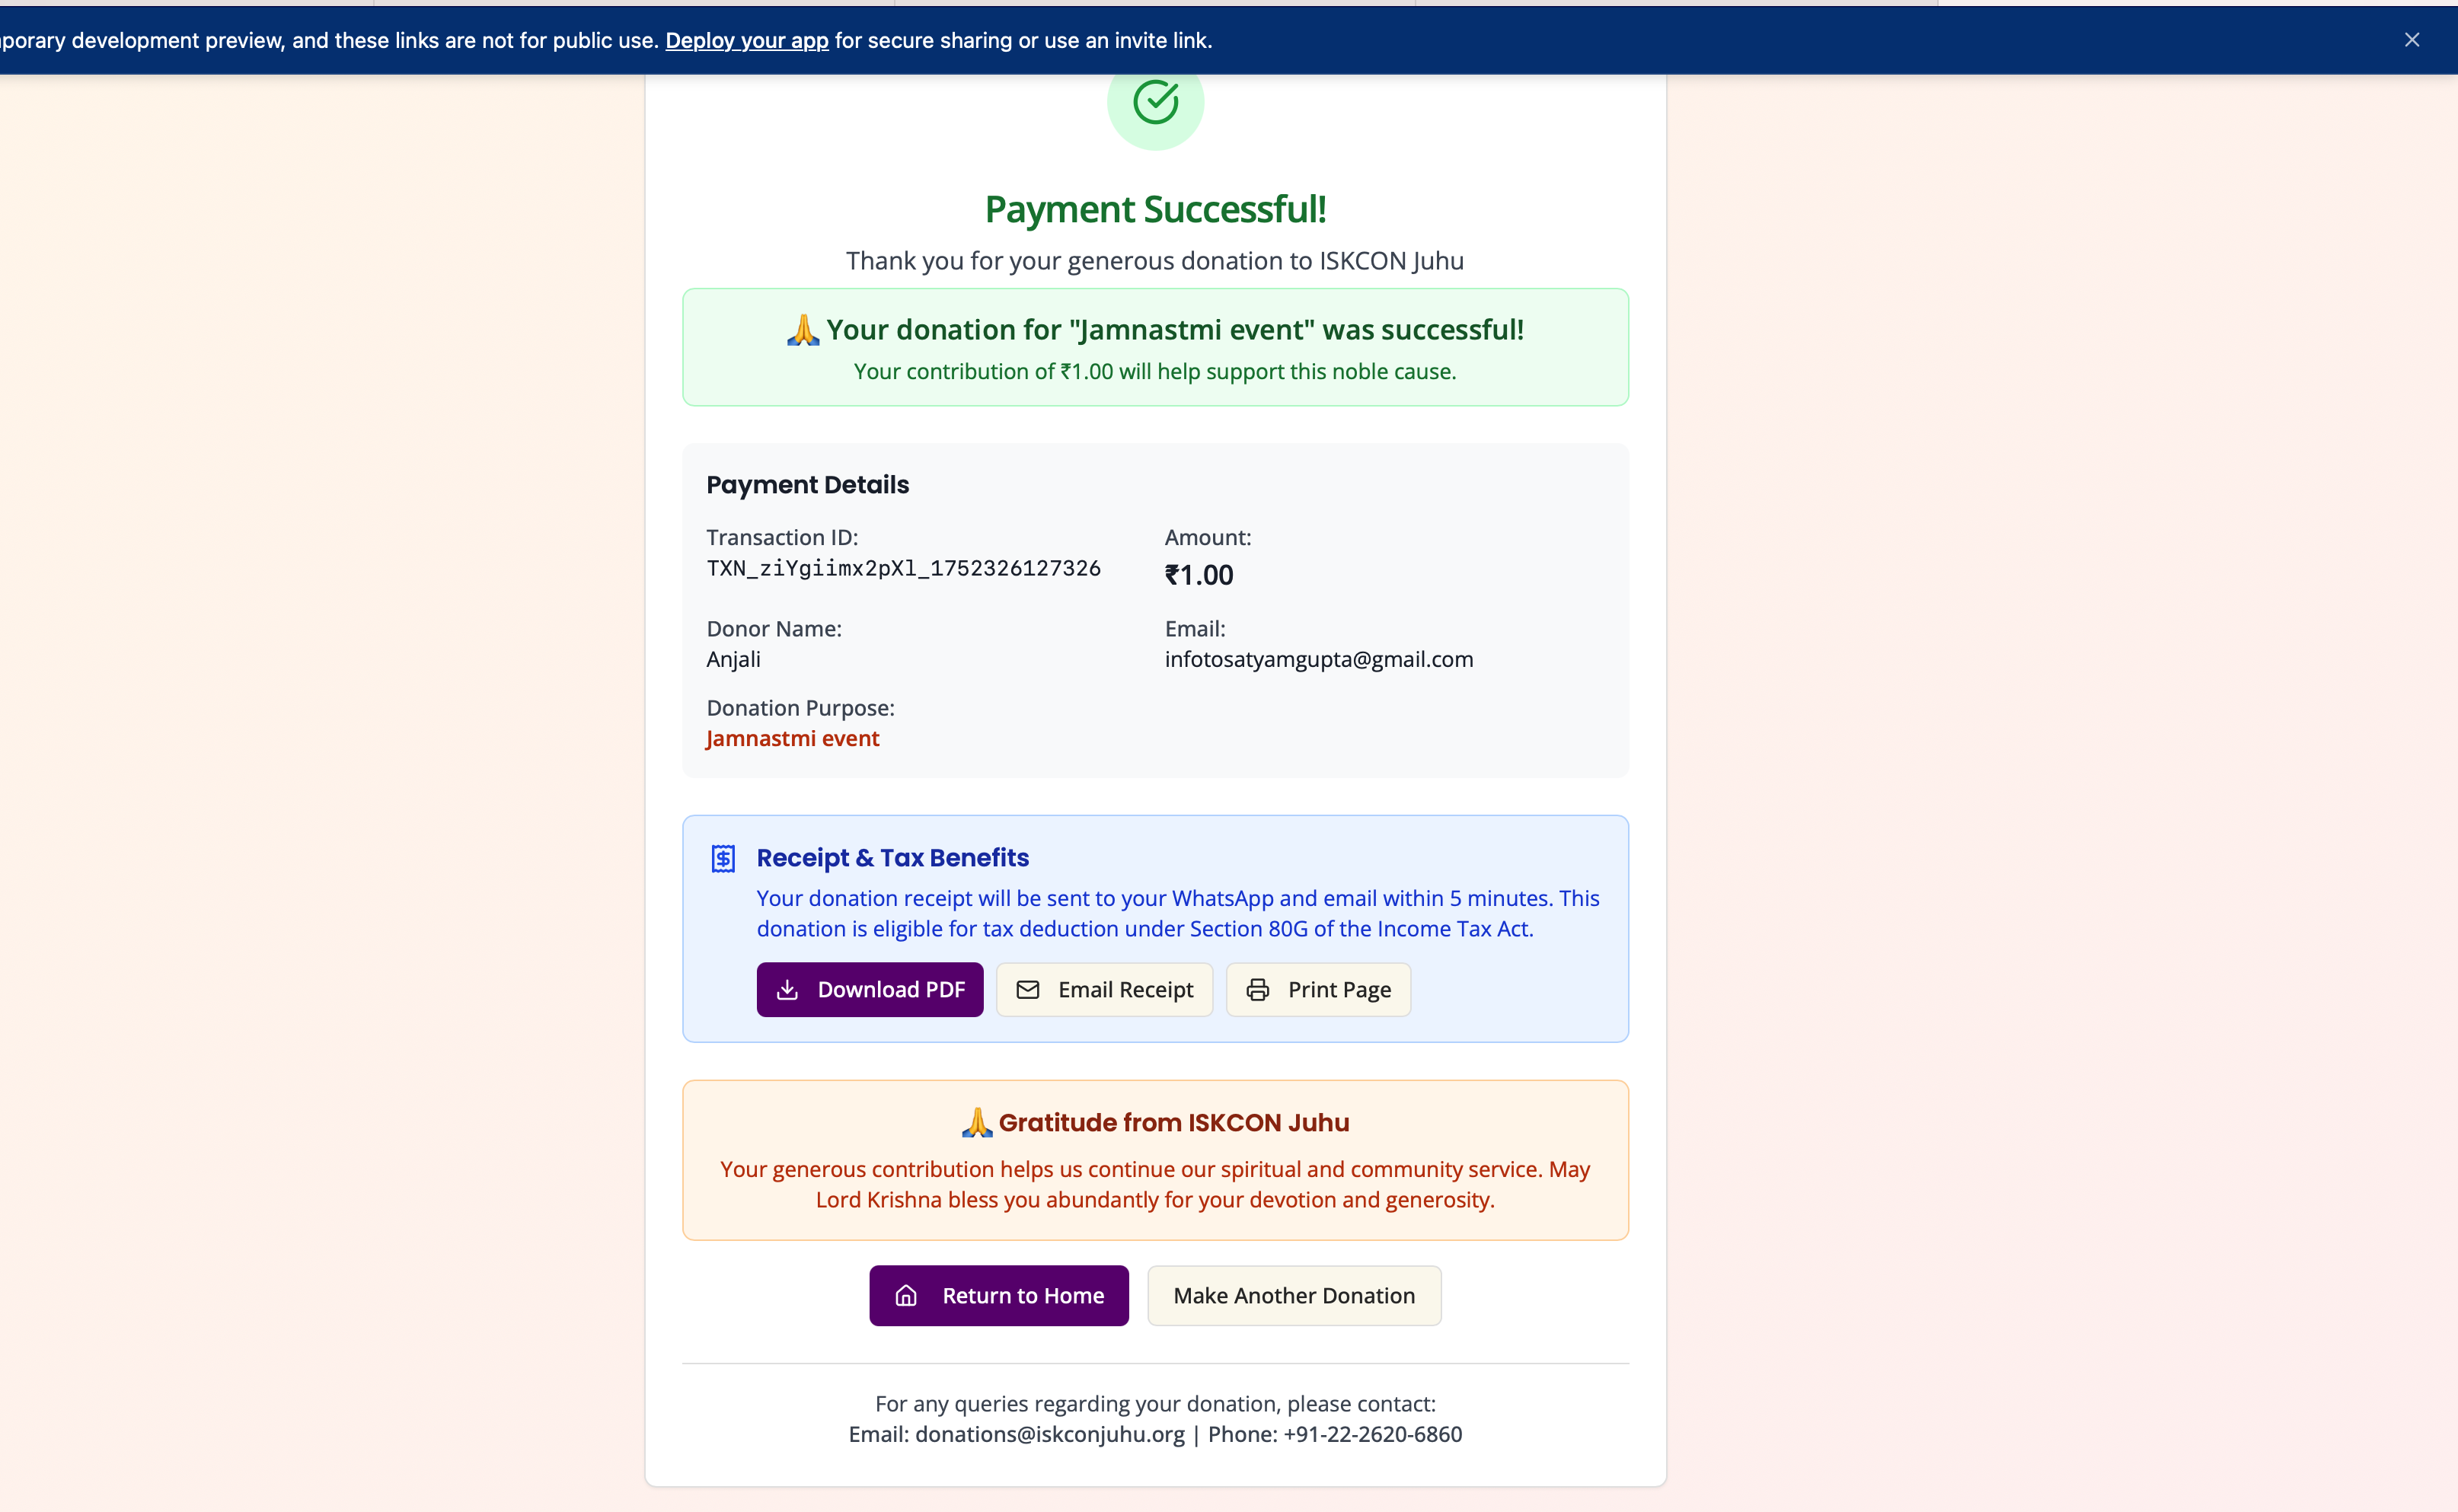 porary development preview, and these links are not for public use. Deploy your app for secure sharing or use an invite link.
Payment Successful!
Thank you for your generous donation to ISKCON Juhu
🙏 Your donation for "Jamnastmi event" was successful!
Your contribution of ₹1.00 will help support this noble cause.
Payment Details
Transaction ID:
TXN_ziYgiimx2pXl_1752326127326
Amount:
₹1.00
Donor Name:
Anjali
Email:
infotosatyamgupta@gmail.com
Donation Purpose:
Jamnastmi event
Receipt & Tax Benefits
Your donation receipt will be sent to your WhatsApp and email within 5 minutes. This
donation is eligible for tax deduction under Section 80G of the Income Tax Act.
Download PDF
Email Receipt
Print Page
🙏 Gratitude from ISKCON Juhu
Your generous contribution helps us continue our spiritual and community service. May
Lord Krishna bless you abundantly for your devotion and generosity.
Return to Home
Make Another Donation
For any queries regarding your donation, please contact:
Email: donations@iskconjuhu.org | Phone: +91-22-2620-6860